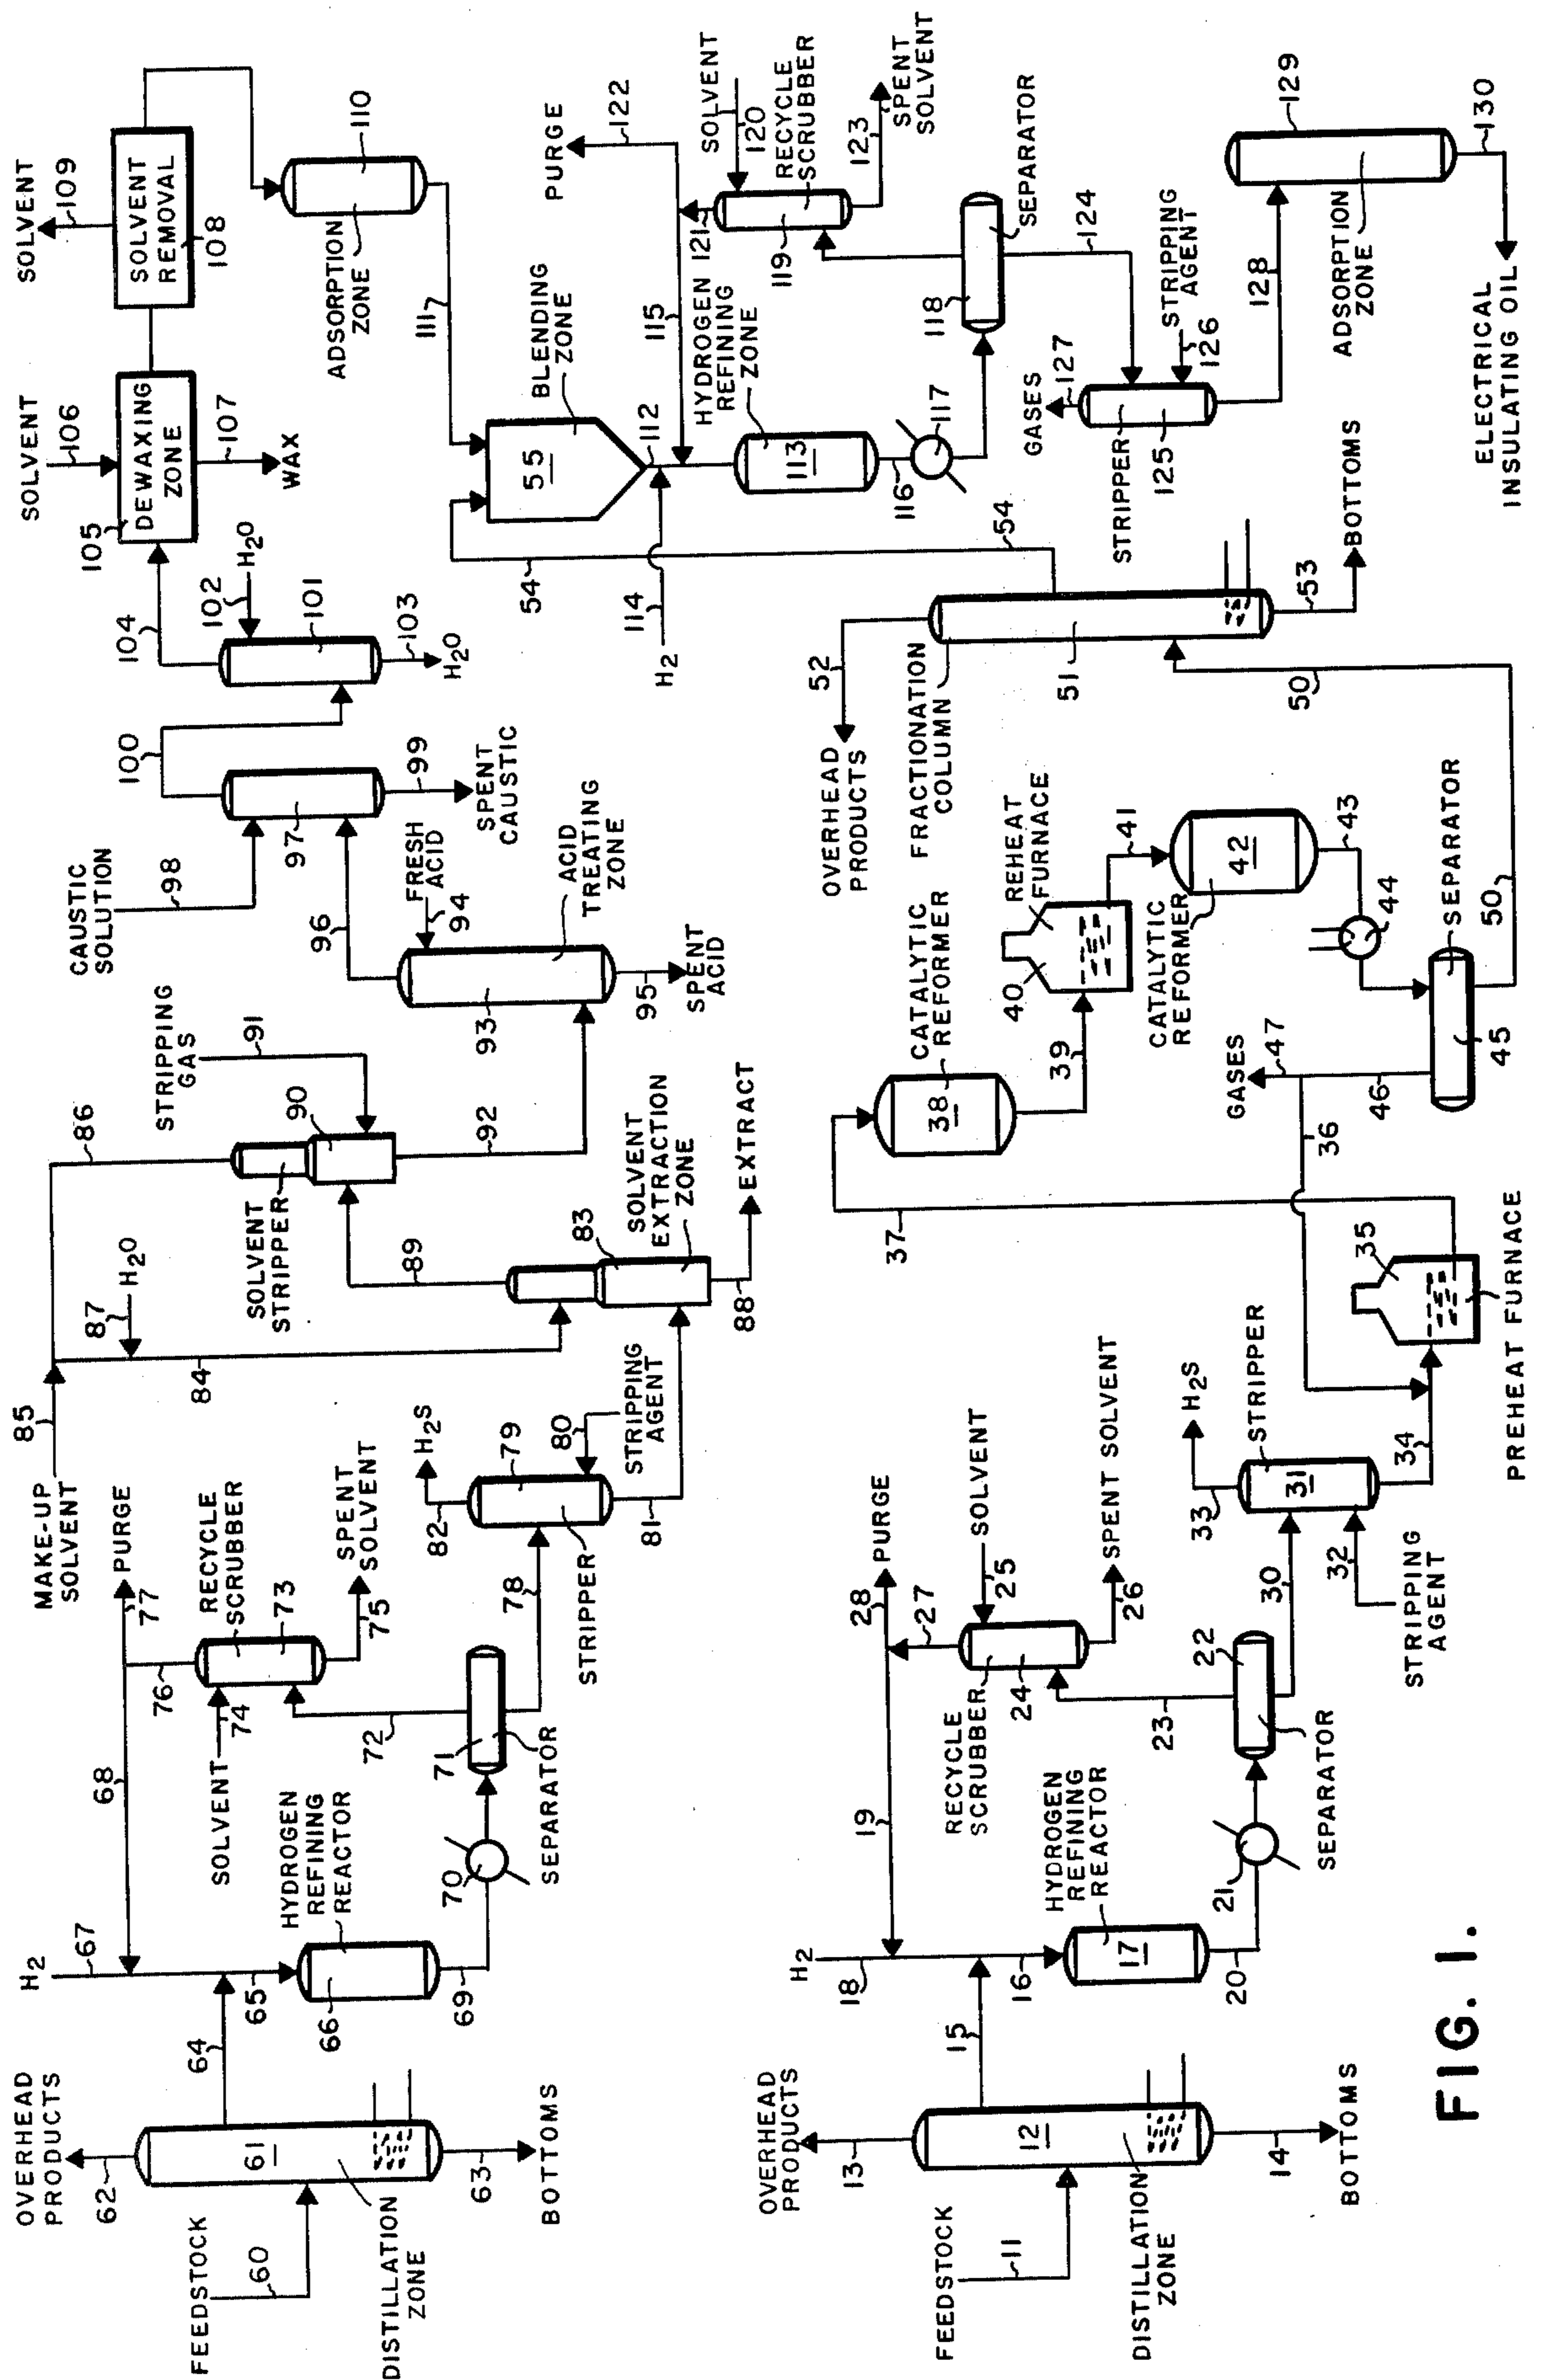 OVERHEAD
PRODUCTS
62
FEEDSTOCK
60
61
DISTILLATION
ZONE
63
BOTTOMS
64
H2
67
65
66
HYDROGEN
REFINING
REACTOR
69
70
68
SOLVENT
74
RECYCLE
SCRUBBER
73
76
77
PURGE
75
SPENT
SOLVENT
72
71
SEPARATOR
78
STRIPPER
79
82
H2S
80
STRIPPING
AGENT
81
MAKE-UP
SOLVENT
85
84
87
H2O
86
83
SOLVENT
EXTRACTION
ZONE
88
EXTRACT
89
SOLVENT
STRIPPER
90
STRIPPING
GAS
91
92
93
FRESH
ACID
94
ACID
TREATING
ZONE
95
SPENT
ACID
96
CAUSTIC
SOLUTION
98
97
99
SPENT
CAUSTIC
100
101
102
H2O
103
H2O
104
105
DEWAXING
ZONE
SOLVENT
106
107
WAX
SOLVENT
REMOVAL
108
SOLVENT
109
110
ADSORPTION
ZONE
111
BLENDING
ZONE
55
112
54
54
114
H2
115
HYDROGEN
REFINING
ZONE
113
116
117
118
SEPARATOR
119
RECYCLE
SCRUBBER
SOLVENT
120
121
PURGE
122
123
SPENT
SOLVENT
124
STRIPPER
125
STRIPPING
AGENT
126
GASES
127
128
129
ADSORPTION
ZONE
130
ELECTRICAL
INSULATING OIL
OVERHEAD
PRODUCTS
13
FEEDSTOCK
11
12
DISTILLATION
ZONE
14
BOTTOMS
15
H2
18
16
HYDROGEN
REFINING
REACTOR
17
20
21
19
RECYCLE
SCRUBBER
24
27
28
PURGE
25
SOLVENT
26
SPENT SOLVENT
23
22
SEPARATOR
30
31
STRIPPER
33
H2S
32
STRIPPING
AGENT
34
35
PREHEAT FURNACE
36
37
CATALYTIC
REFORMER
38
39
40
REHEAT
FURNACE
41
CATALYTIC
REFORMER
42
43
44
45
SEPARATOR
46
47
GASES
50
50
FRACTIONATION
COLUMN
51
52
OVERHEAD
PRODUCTS
53
BOTTOMS
FIG. 1.